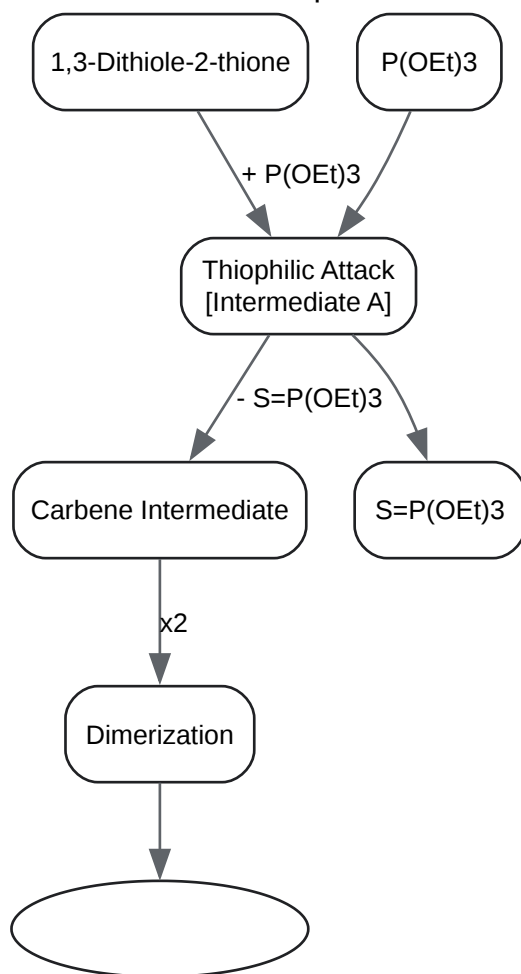 1,3-Dithiole-2-thione
P(OEt)3
+ P(OEt)3
Thiophilic Attack
[Intermediate A]
- S=P(OEt)3
Carbene Intermediate
S=P(OEt)3
x2
Dimerization